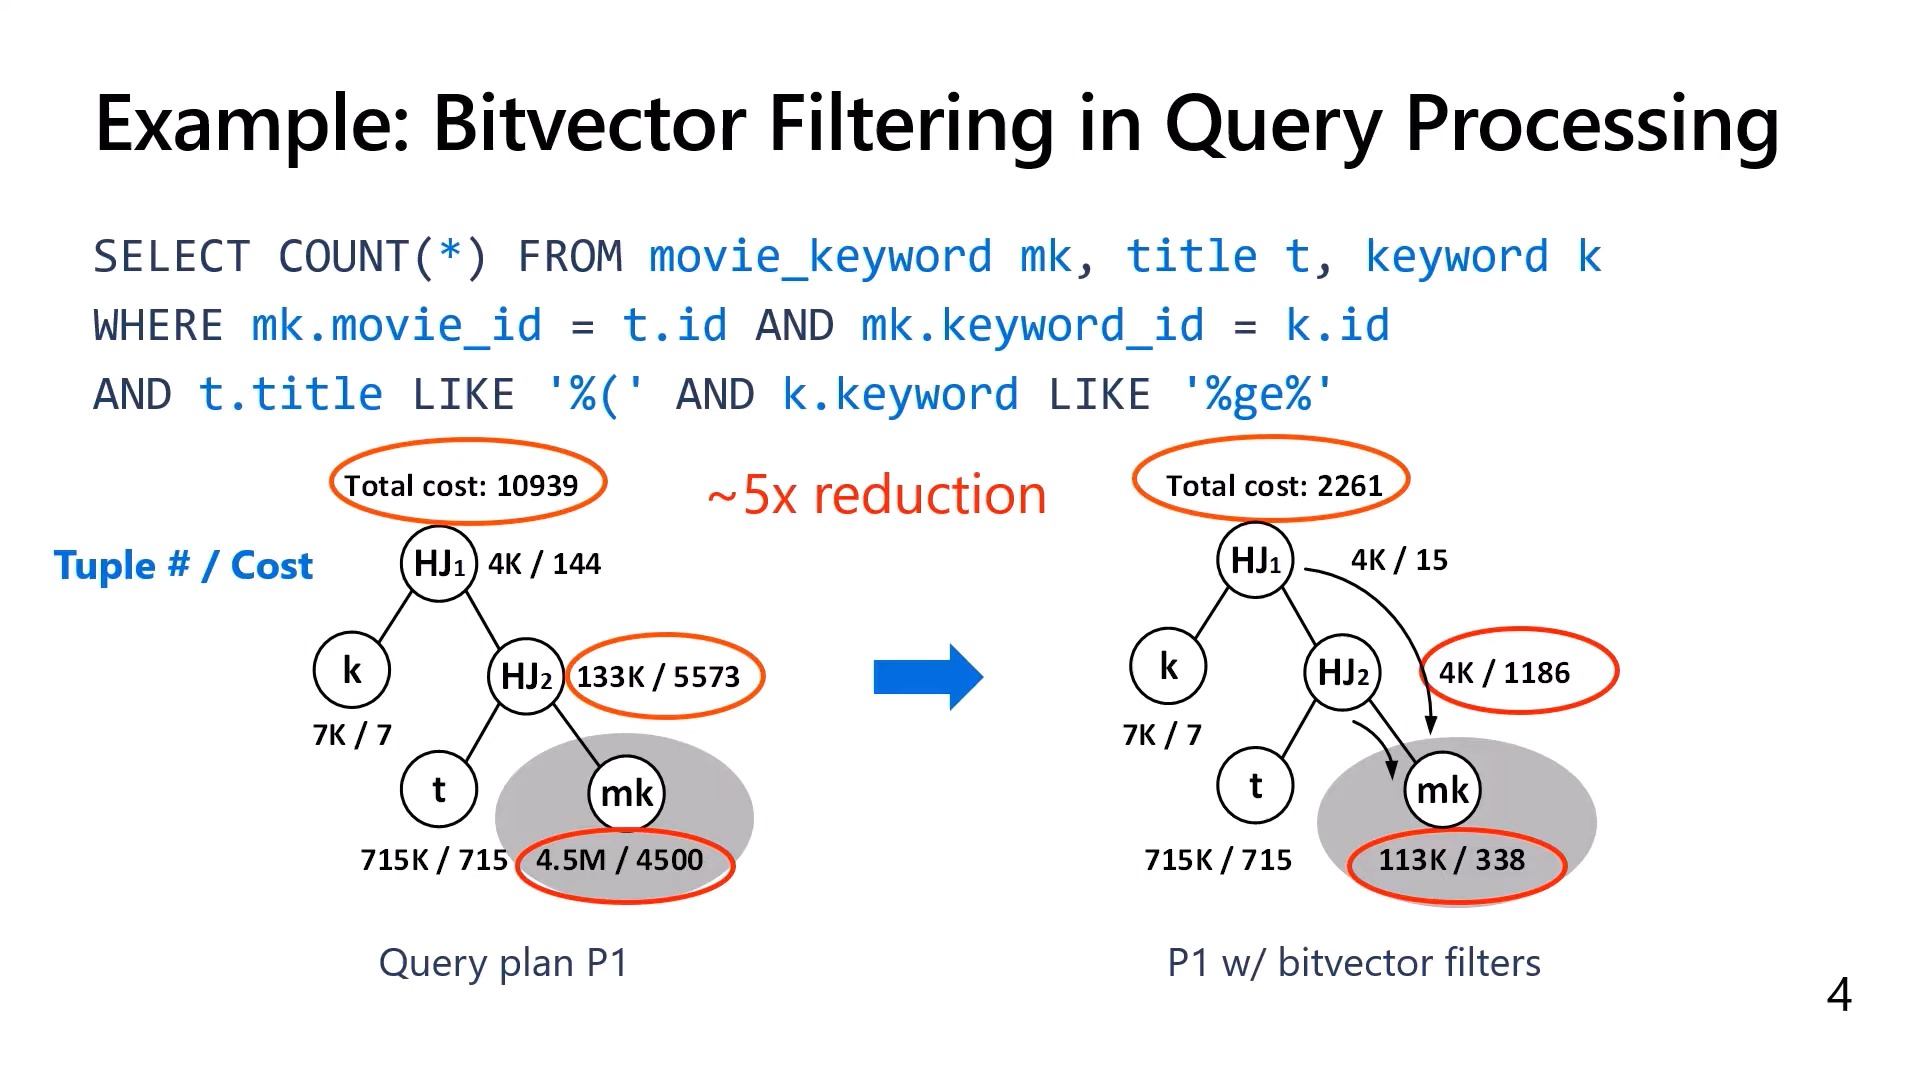 Example: Bitvector Filtering in Query Processing
SELECT COUNT(*) FROM movie_keyword mk, title t, keyword k
WHERE mk.movie_id = t.id AND mk.keyword_id = k.id
AND t.title LIKE '%(' AND k.keyword LIKE '%ge%'
Total cost: 10939
~5x reduction
Total cost: 2261
Tuple # / Cost
HJ1
4K / 144
HJ1
4K / 15
k
HJ2
133K / 5573
k
HJ2
4K / 1186
7K / 7
7K / 7
t
mk
t
mk
715K / 715
4.5M / 4500
715K / 715
113K / 338
Query plan P1
P1 w/ bitvector filters
4